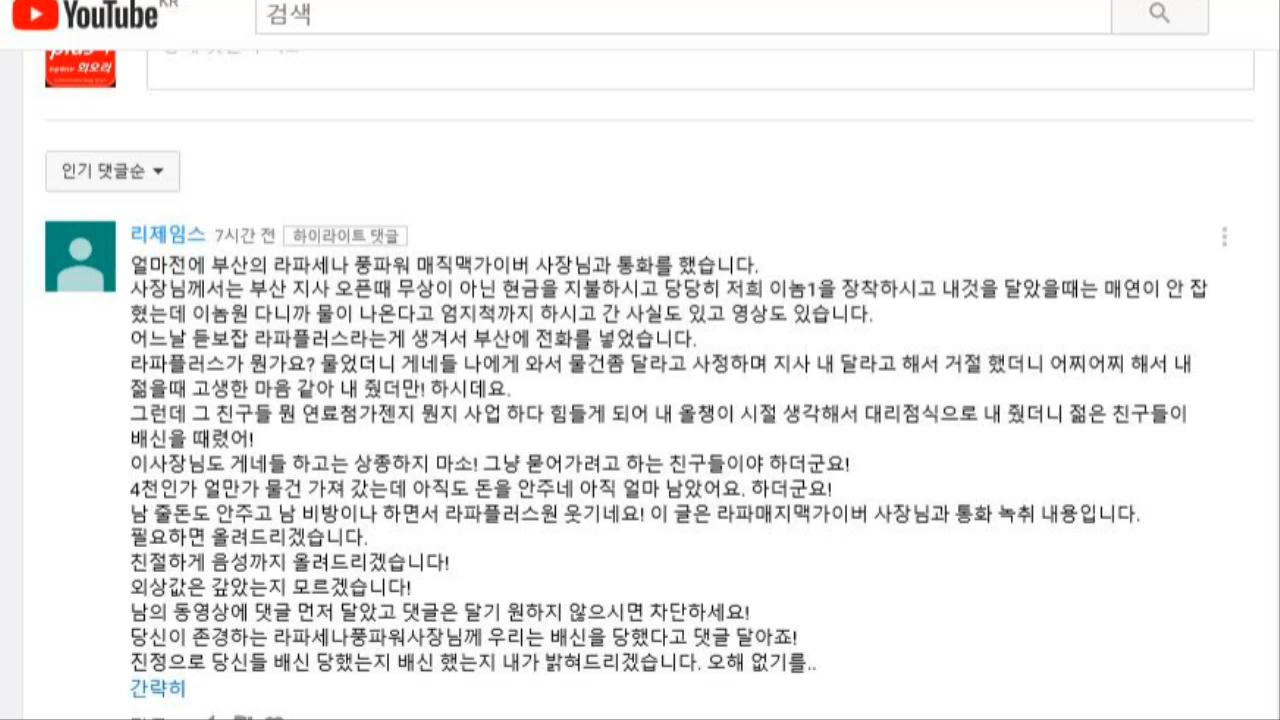 YouTube KR
검색
plus+
회오리
인기 댓글순
리제임스 7시간 전 하이라이트 댓글
얼마전에 부산의 라파세나 풍파워 매직맥가이버 사장님과 통화를 했습니다.
사장님께서는 부산 지사 오픈때 무상이 아닌 현금을 지불하시고 당당히 저희 이놈1을 장착하시고 내것을 달았을때는 매연이 안 잡
혔는데 이놈원 다니까 물이 나온다고 엄지척까지 하시고 간 사실도 있고 영상도 있습니다.
어느날 듣보잡 라파플러스라는게 생겨서 부산에 전화를 넣었습니다.
라파플러스가 뭔가요? 물었더니 게네들 나에게 와서 물건좀 달라고 사정하며 지사 내 달라고 해서 거절 했더니 어찌어찌 해서 내
젊을때 고생한 마음 같아 내 줬더만! 하시데요.
그런데 그 친구들 뭔 연료첨가젠지 뭔지 사업 하다 힘들게 되어 내 올챙이 시절 생각해서 대리점식으로 내 줬더니 젊은 친구들이
배신을 때렸어!
이사장님도 게네들 하고는 상종하지 마소! 그냥 묻어가려고 하는 친구들이야 하더군요!
4천인가 얼만가 물건 가져 갔는데 아직도 돈을 안주네 아직 얼마 남았어요. 하더군요!
남 줄돈도 안주고 남 비방이나 하면서 라파플러스원 웃기네요! 이 글은 라파매지맥가이버 사장님과 통화 녹취 내용입니다.
필요하면 올려드리겠습니다.
친절하게 음성까지 올려드리겠습니다!
외상값은 갚았는지 모르겠습니다!
남의 동영상에 댓글 먼저 달았고 댓글은 달기 원하지 않으시면 차단하세요!
당신이 존경하는 라파세나풍파워사장님께 우리는 배신을 당했다고 댓글 달아죠!
진정으로 당신들 배신 당했는지 배신 했는지 내가 밝혀드리겠습니다. 오해 없기를..
간략히